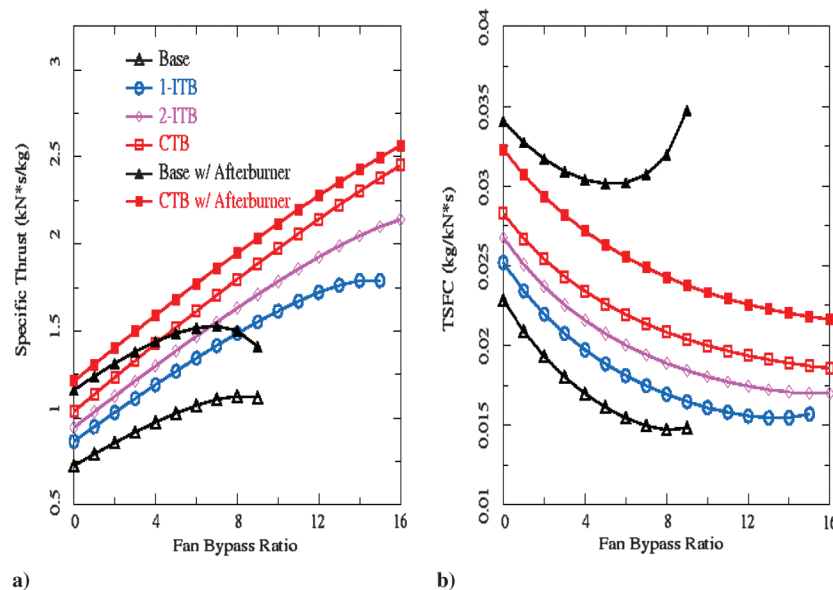 3
2.5
2
1.5
1
0.5
Specific Thrust (kN*s/kg)
Base
1-ITB
2-ITB
CTB
Base w/ Afterburner
CTB w/ Afterburner
0 4 8 12 16
Fan Bypass Ratio
a)
0.04
0.035
0.03
0.025
0.02
0.015
0.01
TSFC (kg/kN*s)
0 4 8 12 16
Fan Bypass Ratio
b)